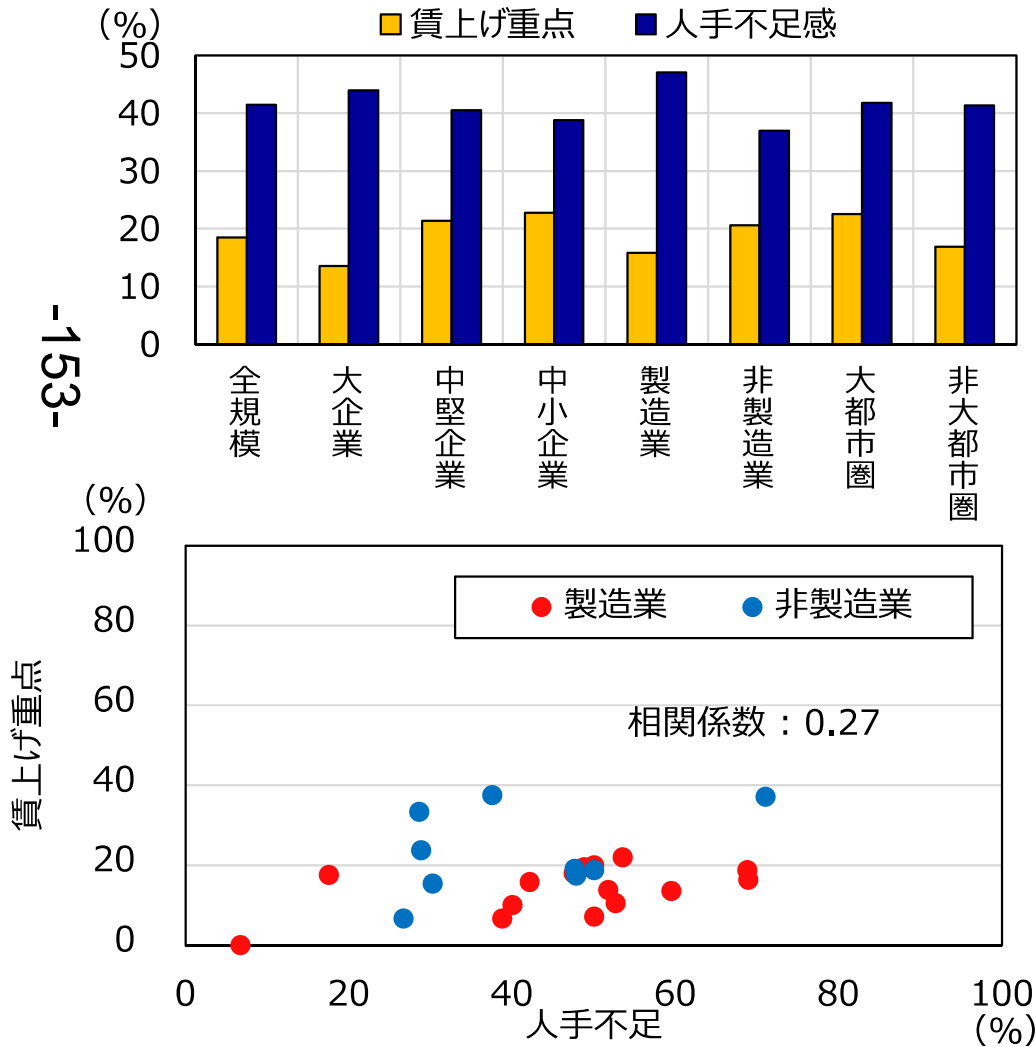 (%)
賃上げ重点 人手不足感
50
40
30
20
10
0
全規模
大企業
中堅企業
中小企業
製造業
非製造業
大都市圏
非大都市圏
-153-
(%)
100
80
60
40
20
0
製造業 非製造業
相関係数：0.27
賃上げ重点
0 20 40 60 80 100
人手不足
(%)